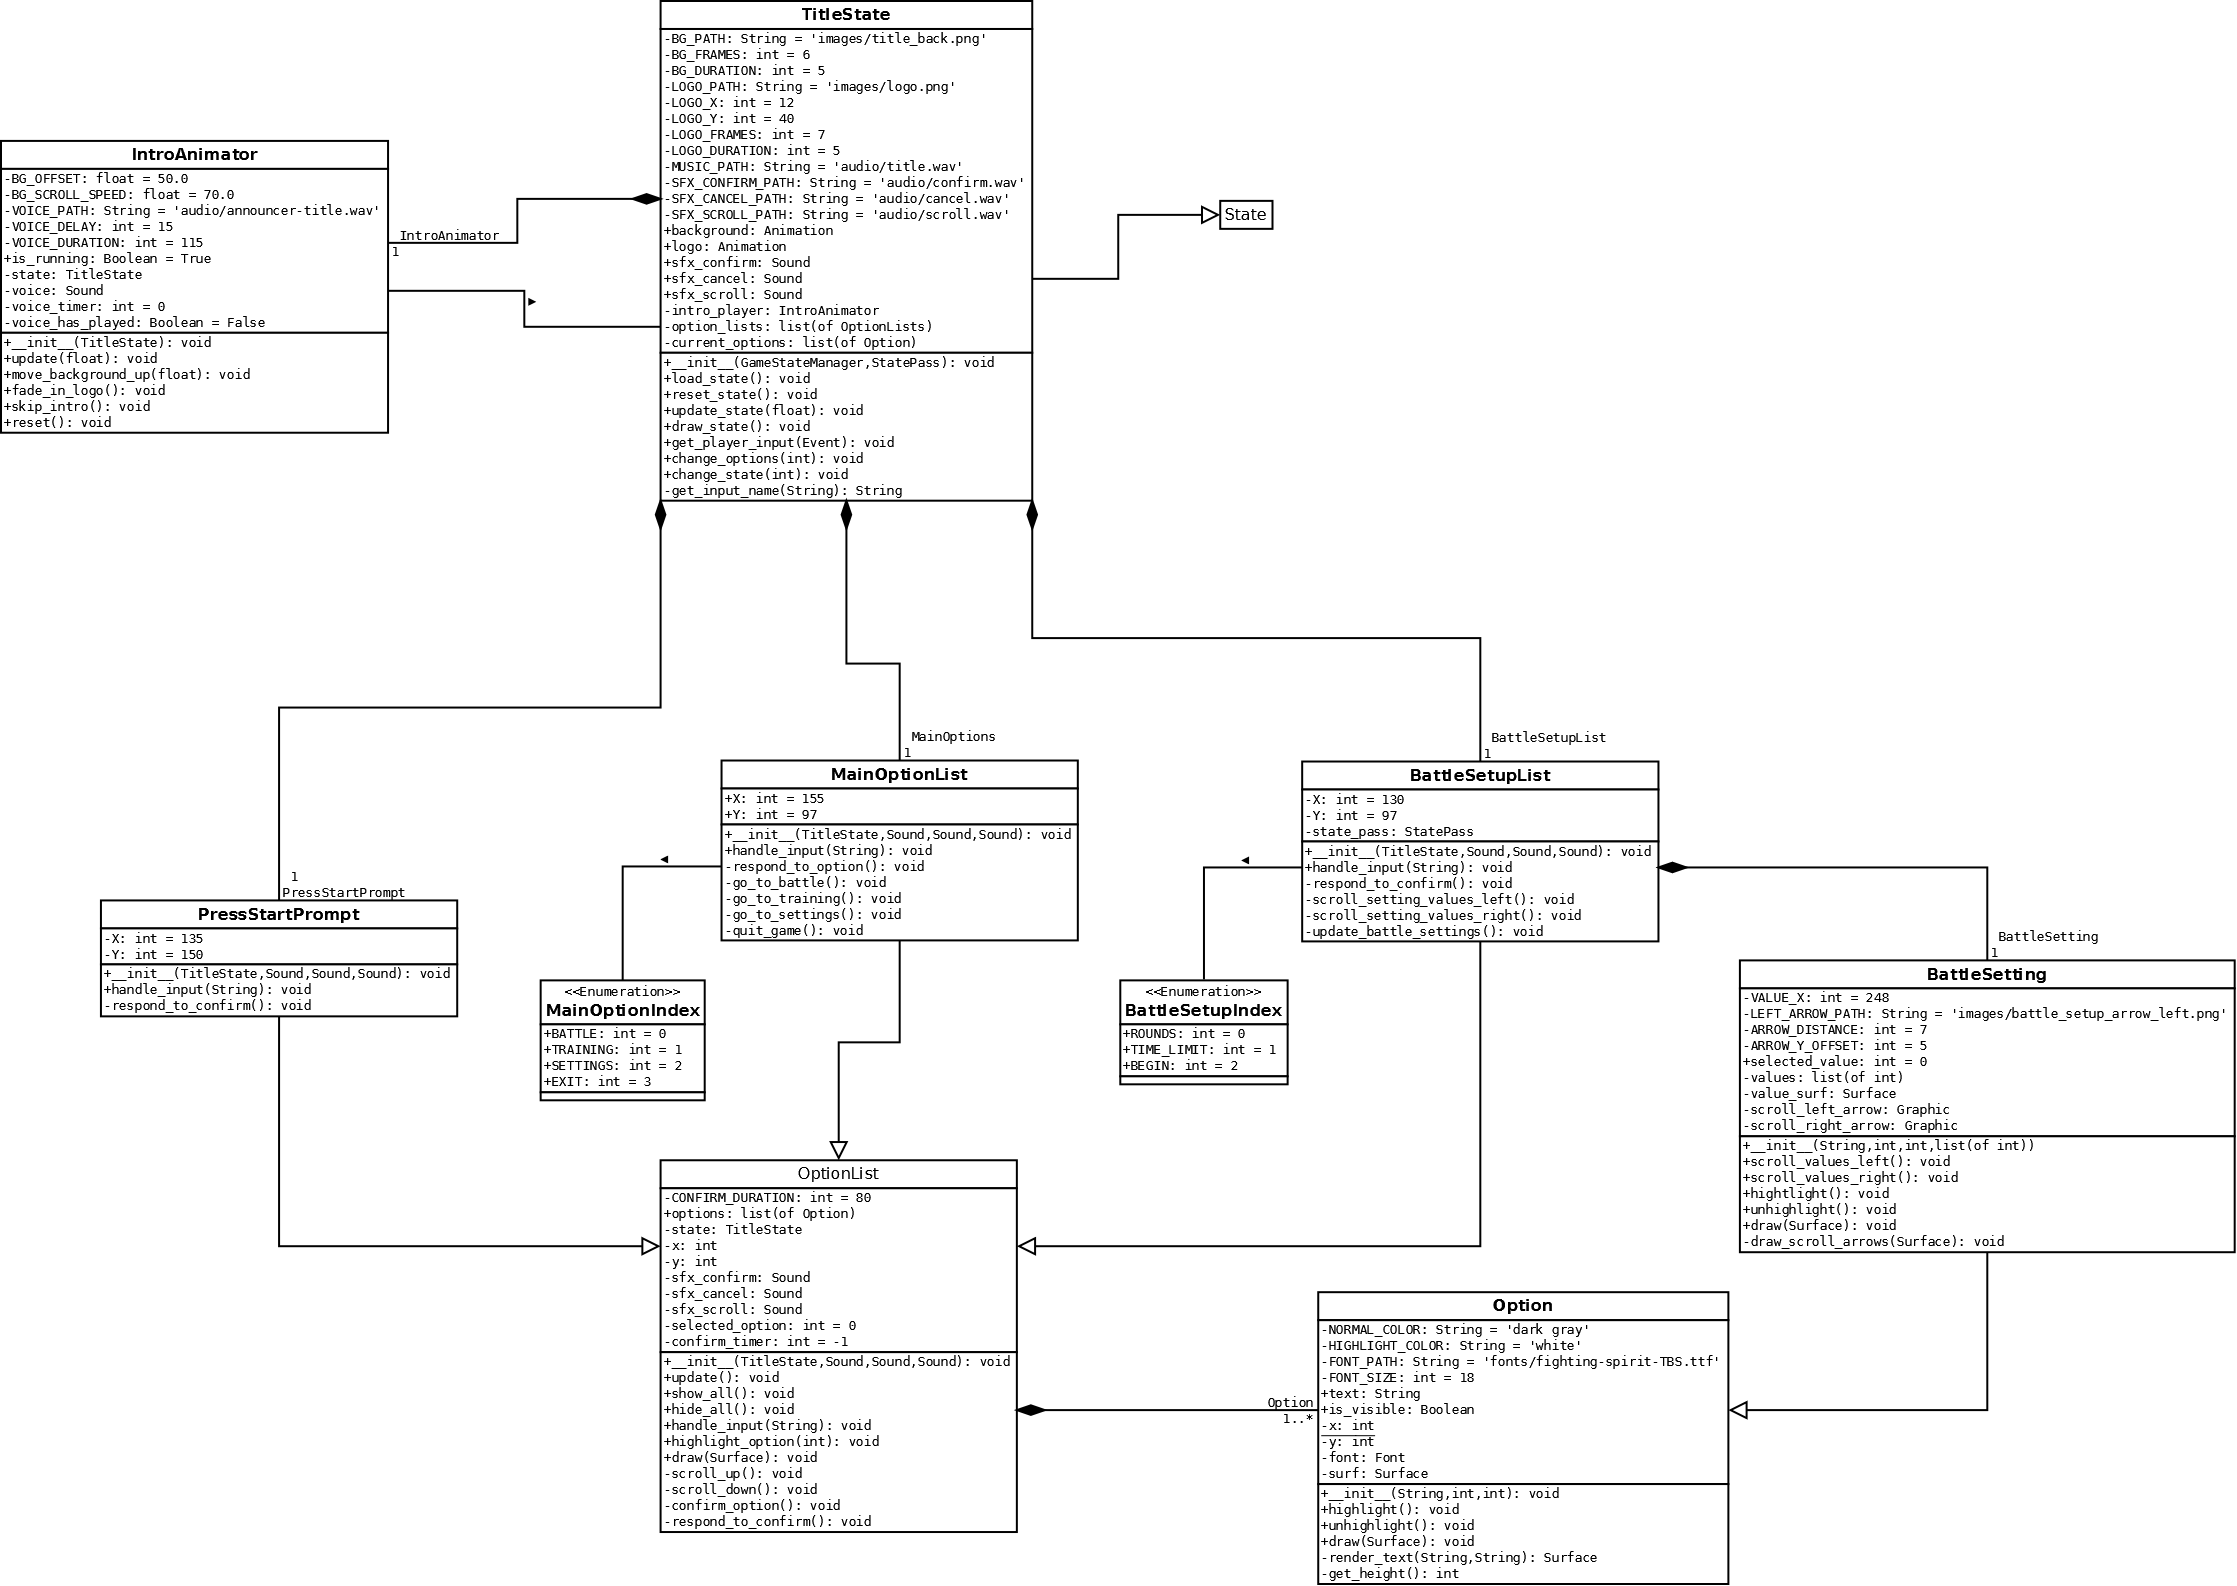 TitleState
-BG_PATH: String = 'images/title_back.png'
-BG_FRAMES: int = 6
-BG_DURATION: int = 5
-LOGO_PATH: String = 'images/logo.png'
-LOGO_X: int = 12
-LOGO_Y: int = 40
-LOGO_FRAMES: int = 7
-LOGO_DURATION: int = 5
-MUSIC_PATH: String = 'audio/title.wav'
-SFX_CONFIRM_PATH: String = 'audio/confirm.wav'
-SFX_CANCEL_PATH: String = 'audio/cancel.wav'
-SFX_SCROLL_PATH: String = 'audio/scroll.wav'
+background: Animation
+logo: Animation
+sfx_confirm: Sound
+sfx_cancel: Sound
+sfx_scroll: Sound
-intro_player: IntroAnimator
-option_lists: list(of OptionLists)
-current_options: list(of Option)
+__init__(GameStateManager,StatePass): void
+load_state(): void
+reset_state(): void
+update_state(float): void
+draw_state(): void
+get_player_input(Event): void
+change_options(int): void
+change_state(int): void
-get_input_name(String): String
IntroAnimator
-BG_OFFSET: float = 50.0
-BG_SCROLL_SPEED: float = 70.0
-VOICE_PATH: String = 'audio/announcer-title.wav'
-VOICE_DELAY: int = 15
-VOICE_DURATION: int = 115
+is_running: Boolean = True
-state: TitleState
-voice: Sound
-voice_timer: int = 0
-voice_has_played: Boolean = False
+__init__(TitleState): void
+update(float): void
+move_background_up(float): void
+fade_in_logo(): void
+skip_intro(): void
+reset(): void
IntroAnimator
1
State
MainOptions
1
BattleSetupList
1
1
PressStartPrompt
MainOptionList
+X: int = 155
+Y: int = 97
+__init__(TitleState,Sound,Sound,Sound): void
+handle_input(String): void
-respond_to_option(): void
-go_to_battle(): void
-go_to_training(): void
-go_to_settings(): void
-quit_game(): void
BattleSetupList
-X: int = 130
-Y: int = 97
-state_pass: StatePass
+__init__(TitleState,Sound,Sound,Sound): void
+handle_input(String): void
-respond_to_confirm(): void
-scroll_setting_values_left(): void
-scroll_setting_values_right(): void
-update_battle_settings(): void
PressStartPrompt
-X: int = 135
-Y: int = 150
+__init__(TitleState,Sound,Sound,Sound): void
+handle_input(String): void
-respond_to_confirm(): void
<<Enumeration>>
MainOptionIndex
+BATTLE: int = 0
+TRAINING: int = 1
+SETTINGS: int = 2
+EXIT: int = 3
<<Enumeration>>
BattleSetupIndex
+ROUNDS: int = 0
+TIME_LIMIT: int = 1
+BEGIN: int = 2
BattleSetting
1
BattleSetting
-VALUE_X: int = 248
-LEFT_ARROW_PATH: String = 'images/battle_setup_arrow_left.png'
-ARROW_DISTANCE: int = 7
-ARROW_Y_OFFSET: int = 5
+selected_value: int = 0
-values: list(of int)
-value_surf: Surface
-scroll_left_arrow: Graphic
-scroll_right_arrow: Graphic
+__init__(String,int,int,list(of int))
+scroll_values_left(): void
+scroll_values_right(): void
+hightlight(): void
+unhighlight(): void
+draw(Surface): void
-draw_scroll_arrows(Surface): void
OptionList
-CONFIRM_DURATION: int = 80
+options: list(of Option)
-state: TitleState
-x: int
-y: int
-sfx_confirm: Sound
-sfx_cancel: Sound
-sfx_scroll: Sound
-selected_option: int = 0
-confirm_timer: int = -1
+__init__(TitleState,Sound,Sound,Sound): void
+update(): void
+show_all(): void
+hide_all(): void
+handle_input(String): void
+highlight_option(int): void
+draw(Surface): void
-scroll_up(): void
-scroll_down(): void
-confirm_option(): void
-respond_to_confirm(): void
Option
1..*
Option
-NORMAL_COLOR: String = 'dark gray'
-HIGHLIGHT_COLOR: String = 'white'
-FONT_PATH: String = 'fonts/fighting-spirit-TBS.ttf'
-FONT_SIZE: int = 18
+text: String
+is_visible: Boolean
-x: int
-y: int
-font: Font
-surf: Surface
+__init__(String,int,int): void
+highlight(): void
+unhighlight(): void
+draw(Surface): void
-render_text(String,String): Surface
-get_height(): int